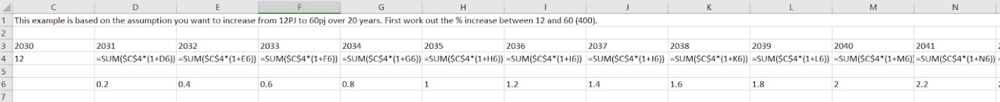 C D E F G H I J K L M N
1 This example is based on the assumption you want to increase from 12PJ to 60pj over 20 years. First work out the % increase between 12 and 60 (400).
2
3 2030 2031 2032 2033 2034 2035 2036 2037 2038 2039 2040 2041
4 12 =SUM($C$4*(1+D6)) =SUM($C$4*(1+E6)) =SUM($C$4*(1+F6)) =SUM($C$4*(1+G6)) =SUM($C$4*(1+H6)) =SUM($C$4*(1+I6)) =SUM($C$4*(1+J6)) =SUM($C$4*(1+K6)) =SUM($C$4*(1+L6)) =SUM($C$4*(1+M6)) =SUM($C$4*(1+N6))
5
6 0.2 0.4 0.6 0.8 1 1.2 1.4 1.6 1.8 2 2.2
7